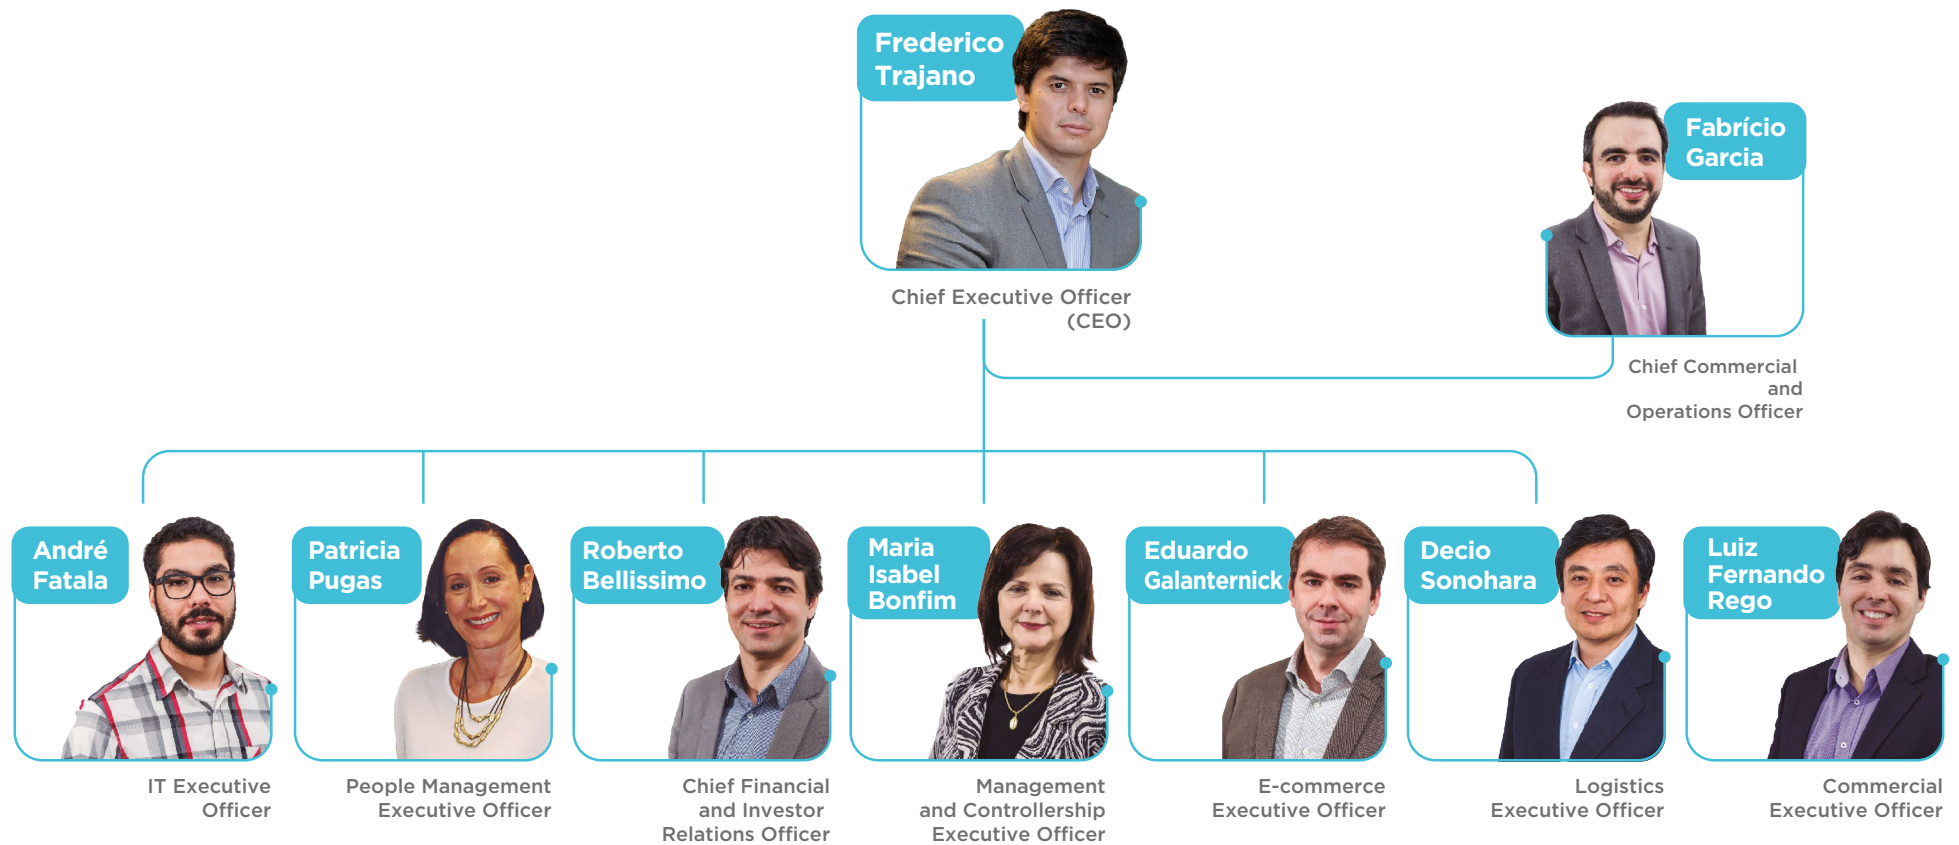 Frederico
Trajano
Chief Executive Officer
(CEO)
Fabrício
Garcia
Chief Commercial
and
Operations Officer
André
Fatala
IT Executive
Officer
Patricia
Pugas
People Management
Executive Officer
Roberto
Bellissimo
Chief Financial
and Investor
Relations Officer
Maria
Isabel
Bonfim
Management
and Controllership
Executive Officer
Eduardo
Galanternick
E-commerce
Executive Officer
Decio
Sonohara
Logistics
Executive Officer
Luiz
Fernando
Rego
Commercial
Executive Officer